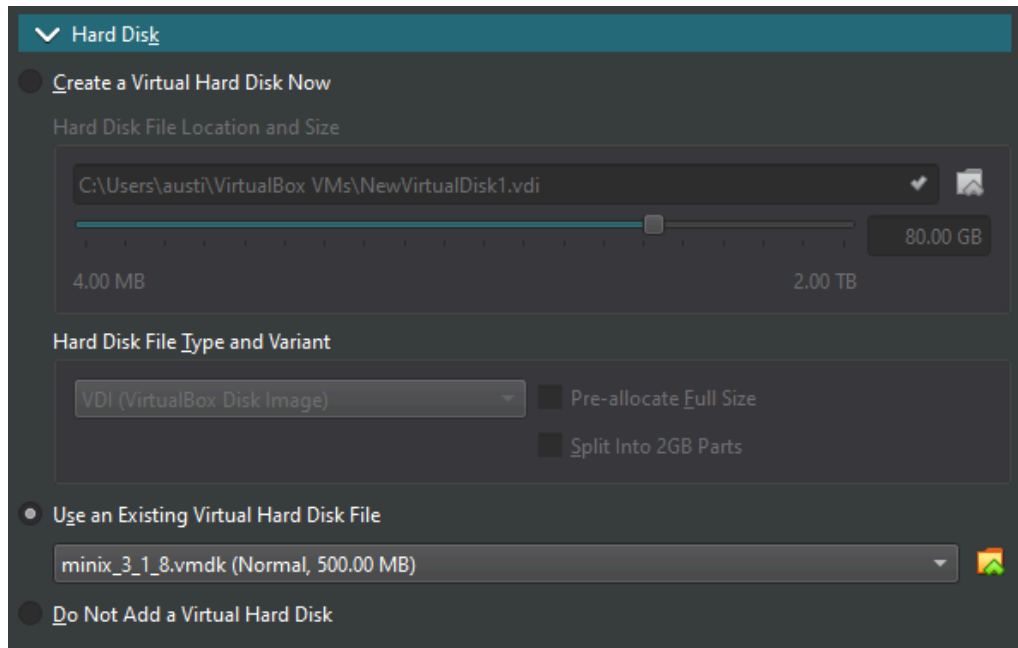 Hard Disk
Create a Virtual Hard Disk Now
Hard Disk File Location and Size
C:\Users\austi\VirtualBox VMs\NewVirtualDisk1.vdi
80.00 GB
4.00 MB 2.00 TB
Hard Disk File Type and Variant
VDI (VirtualBox Disk Image) Pre-allocate Full Size
Split Into 2GB Parts
Use an Existing Virtual Hard Disk File
minix_3_1_8.vmdk (Normal, 500.00 MB)
Do Not Add a Virtual Hard Disk